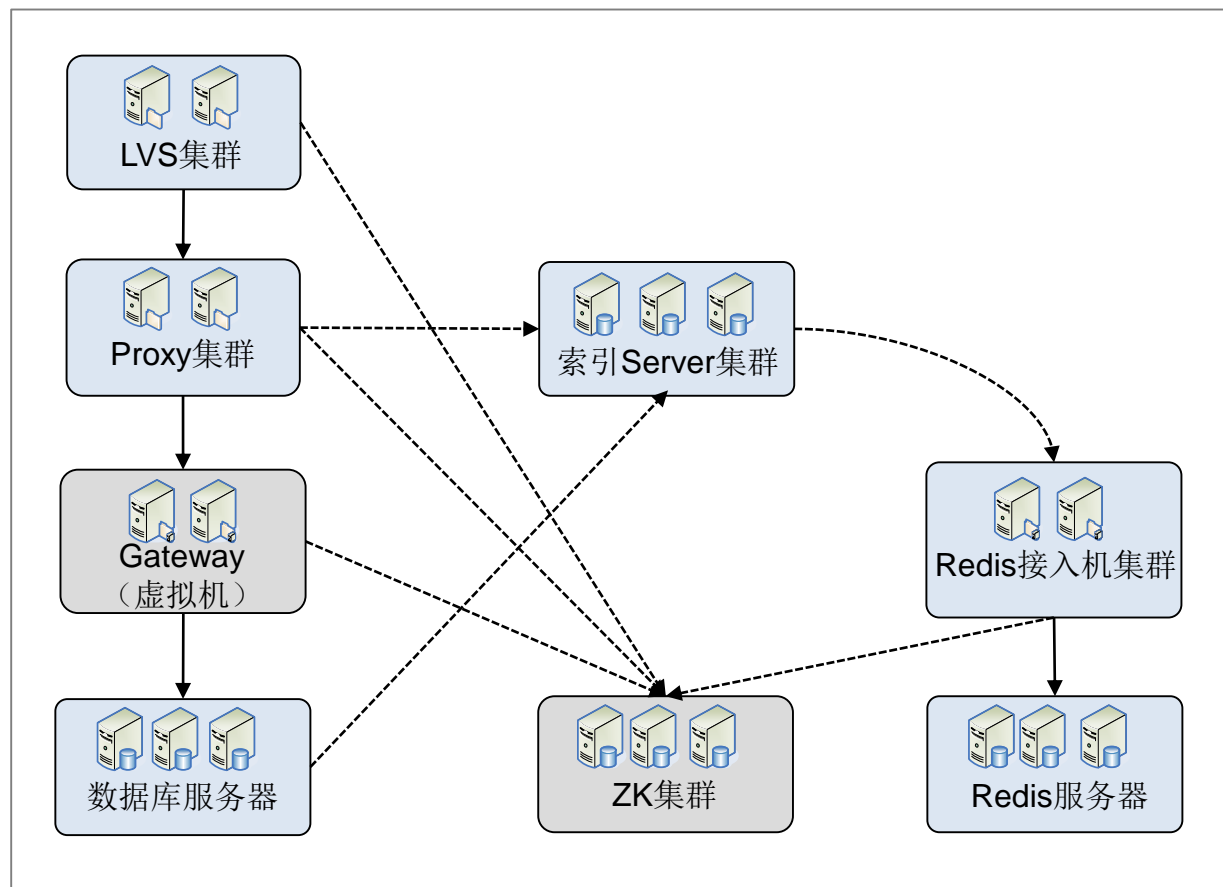 LVS集群
Proxy集群
索引Server集群
Gateway
（虚拟机）
Redis接入机集群
数据库服务器
ZK集群
Redis服务器